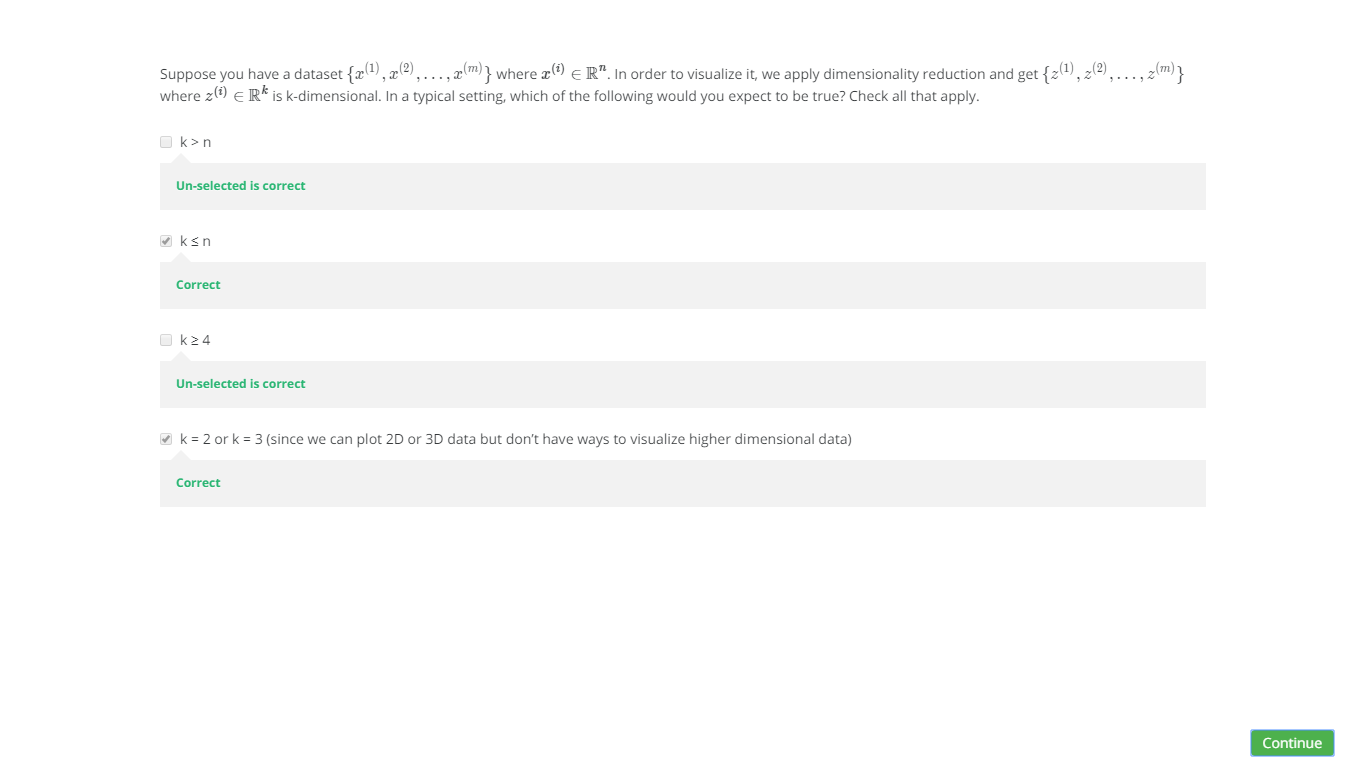 Suppose you have a dataset {x⁽¹⁾, x⁽²⁾, . . . , x⁽ᵐ⁾} where x⁽ⁱ⁾ ∈ ℝⁿ. In order to visualize it, we apply dimensionality reduction and get {z⁽¹⁾, z⁽²⁾, . . . , z⁽ᵐ⁾}
where z⁽ⁱ⁾ ∈ ℝᵏ is k-dimensional. In a typical setting, which of the following would you expect to be true? Check all that apply.
k > n
Un-selected is correct
k ≤ n
Correct
k ≥ 4
Un-selected is correct
k = 2 or k = 3 (since we can plot 2D or 3D data but don’t have ways to visualize higher dimensional data)
Correct
Continue